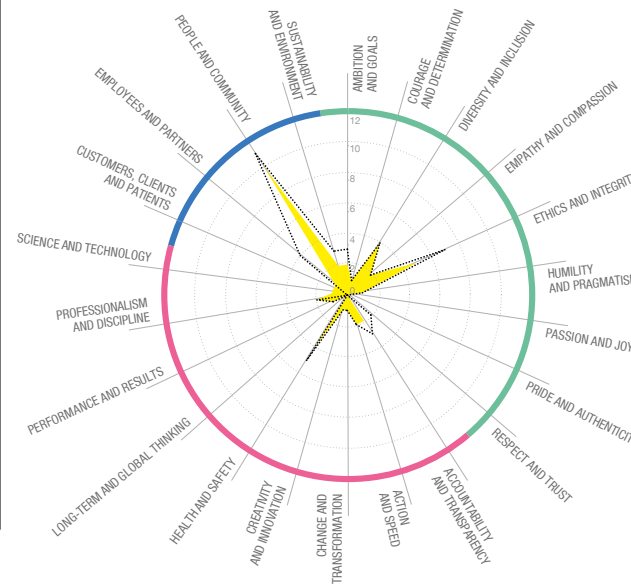 AMBITION
AND GOALS
COURAGE
AND DETERMINATION
DIVERSITY AND INCLUSION
EMPATHY AND COMPASSION
ETHICS AND INTEGRIT
HUMILITY
AND PRAGMATISM
PASSION AND JOY
PRIDE AND AUTHENTICIT
RESPECT AND TRUST
ACCOUNTABILITY
AND TRANSPARENCY
ACTION
AND SPEED
CHANGE AND
TRANSFORMATION
CREATIVITY
AND INNOVATION
HEALTH AND SAFETY
LONG-TERM AND GLOBAL THINKING
PERFORMANCE AND RESULTS
PROFESSIONALISM
AND DISCIPLINE
SCIENCE AND TECHNOLOGY
CUSTOMERS, CLIENTS
AND PATIENTS
EMPLOYEES AND PARTNERS
PEOPLE AND COMMUNITY
SUSTAINABILITY
AND ENVIRONMENT
12
10
8
6
4
2
0